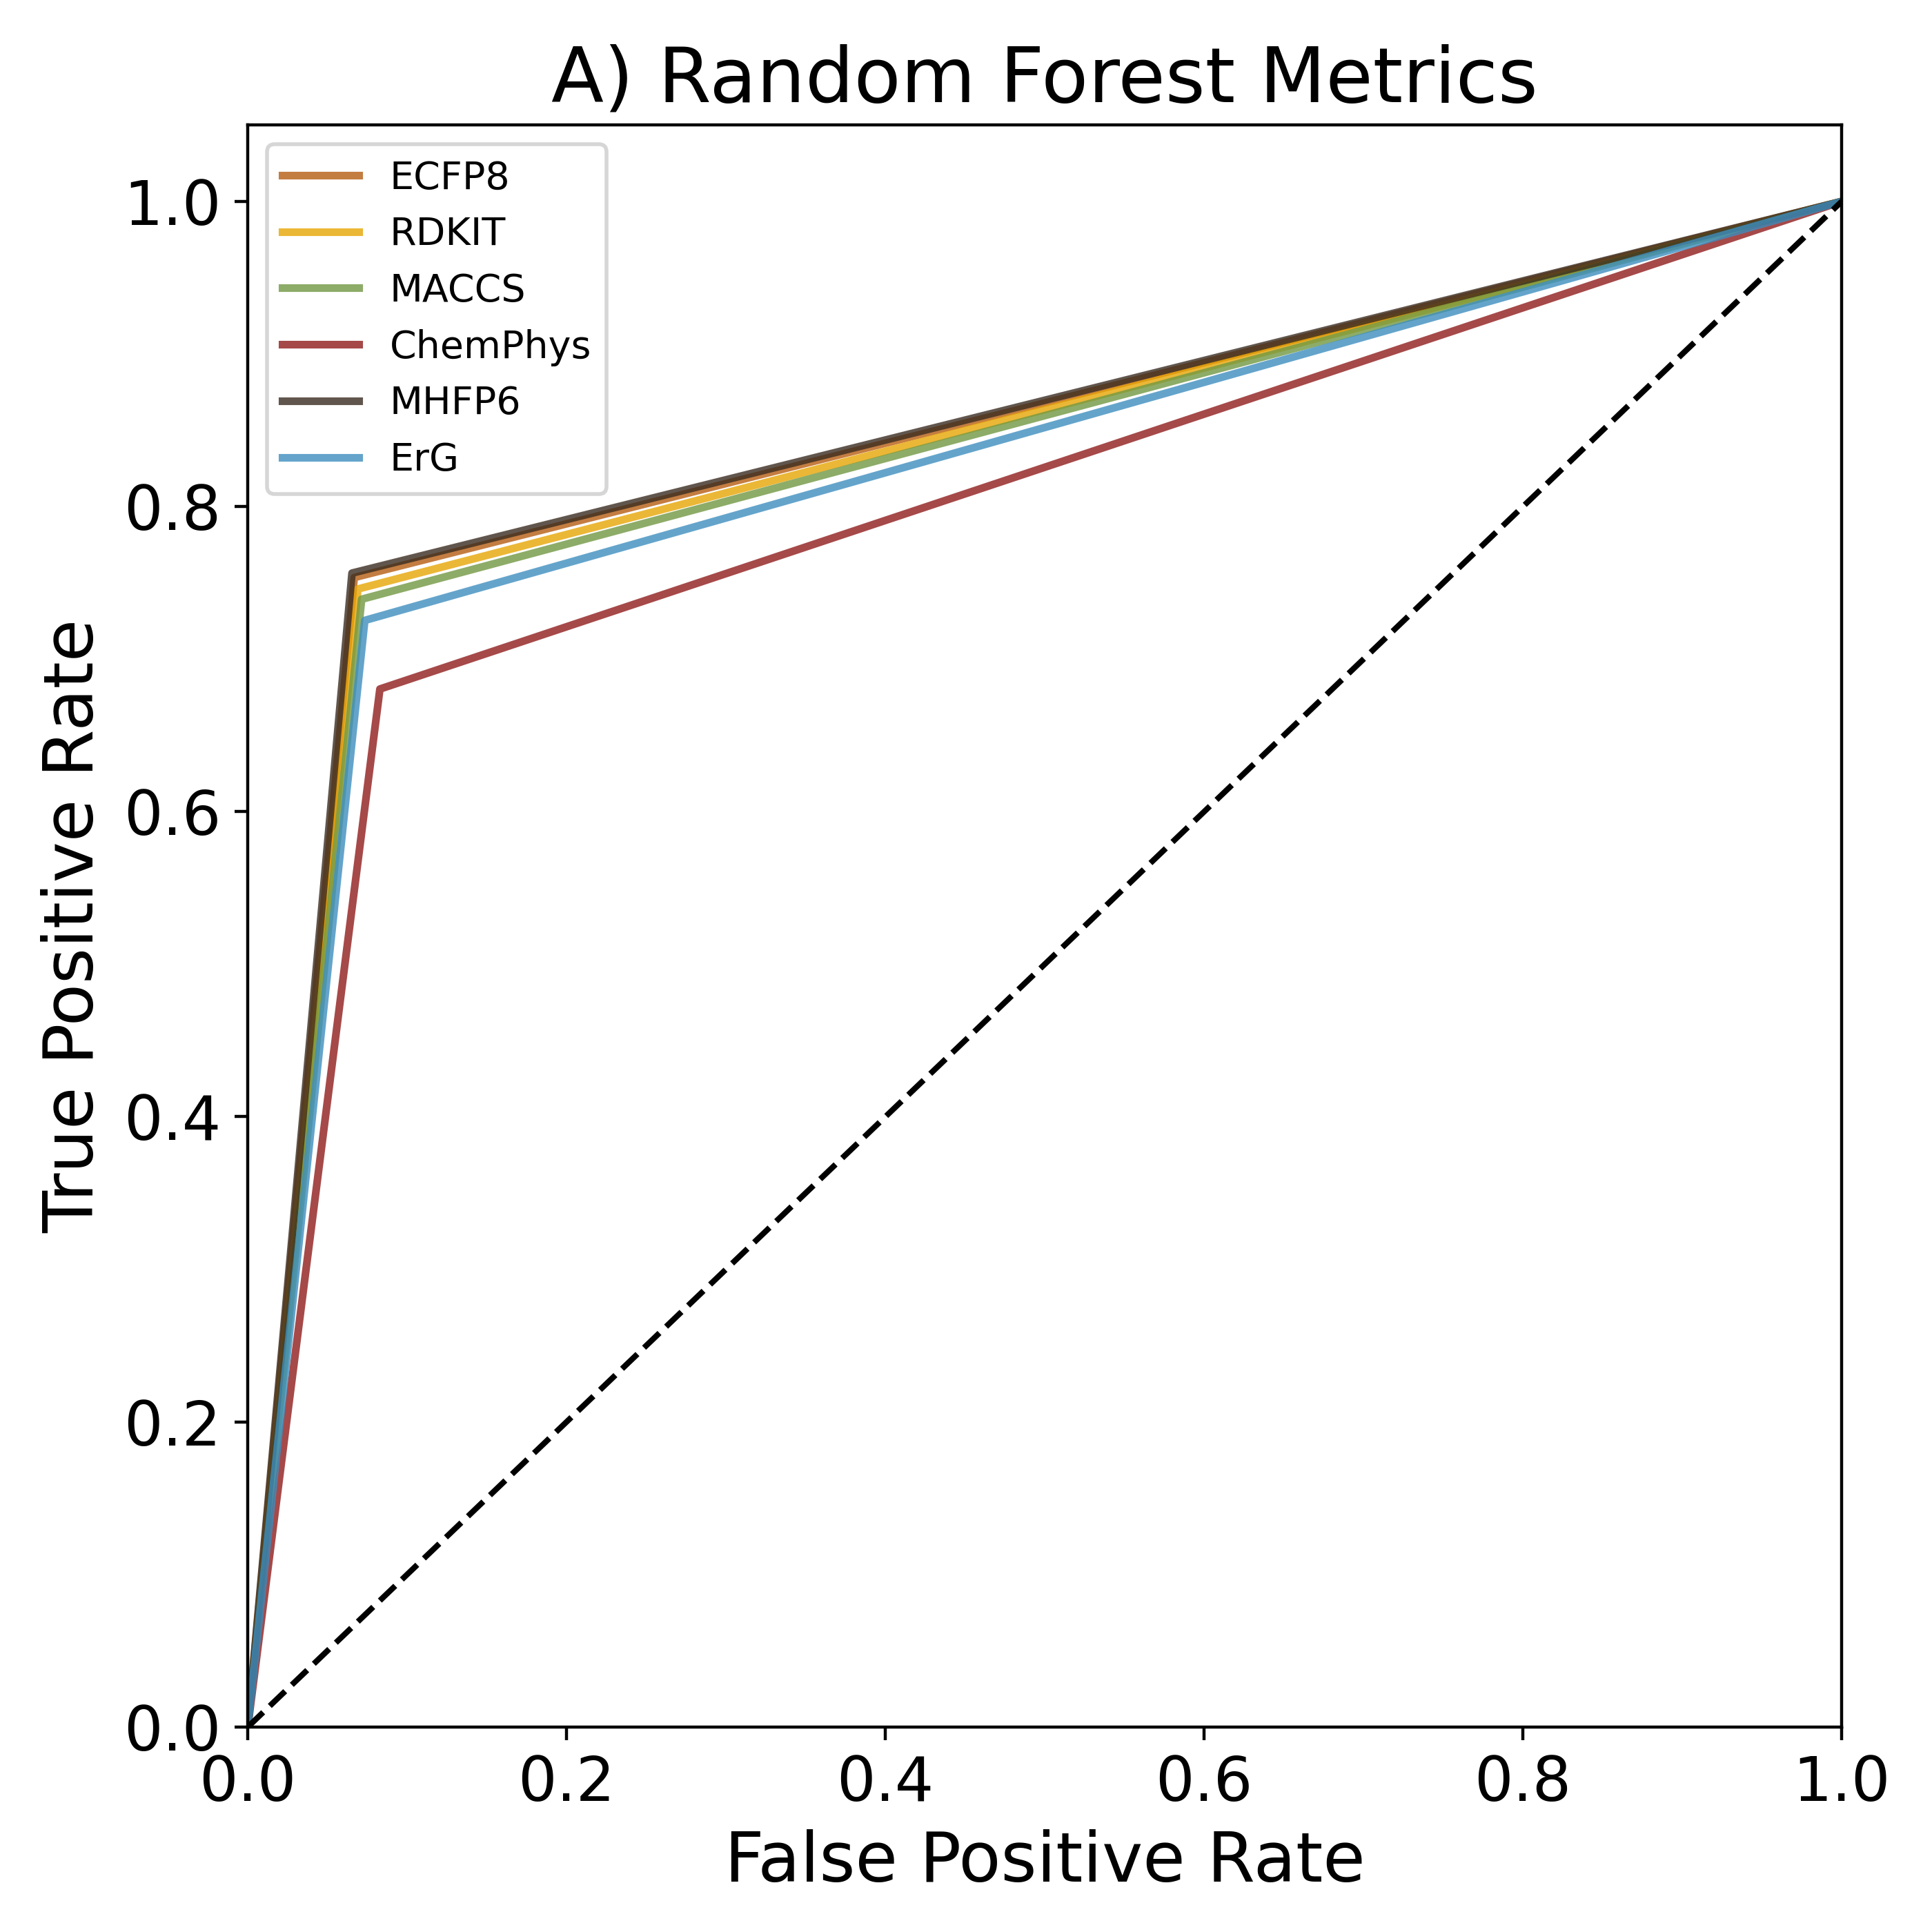 A) Random Forest Metrics
ECFP8
RDKIT
MACCS
ChemPhys
MHFP6
ErG
1.0
0.8
0.6
0.4
0.2
0.0
True Positive Rate
0.0 0.2 0.4 0.6 0.8 1.0
False Positive Rate